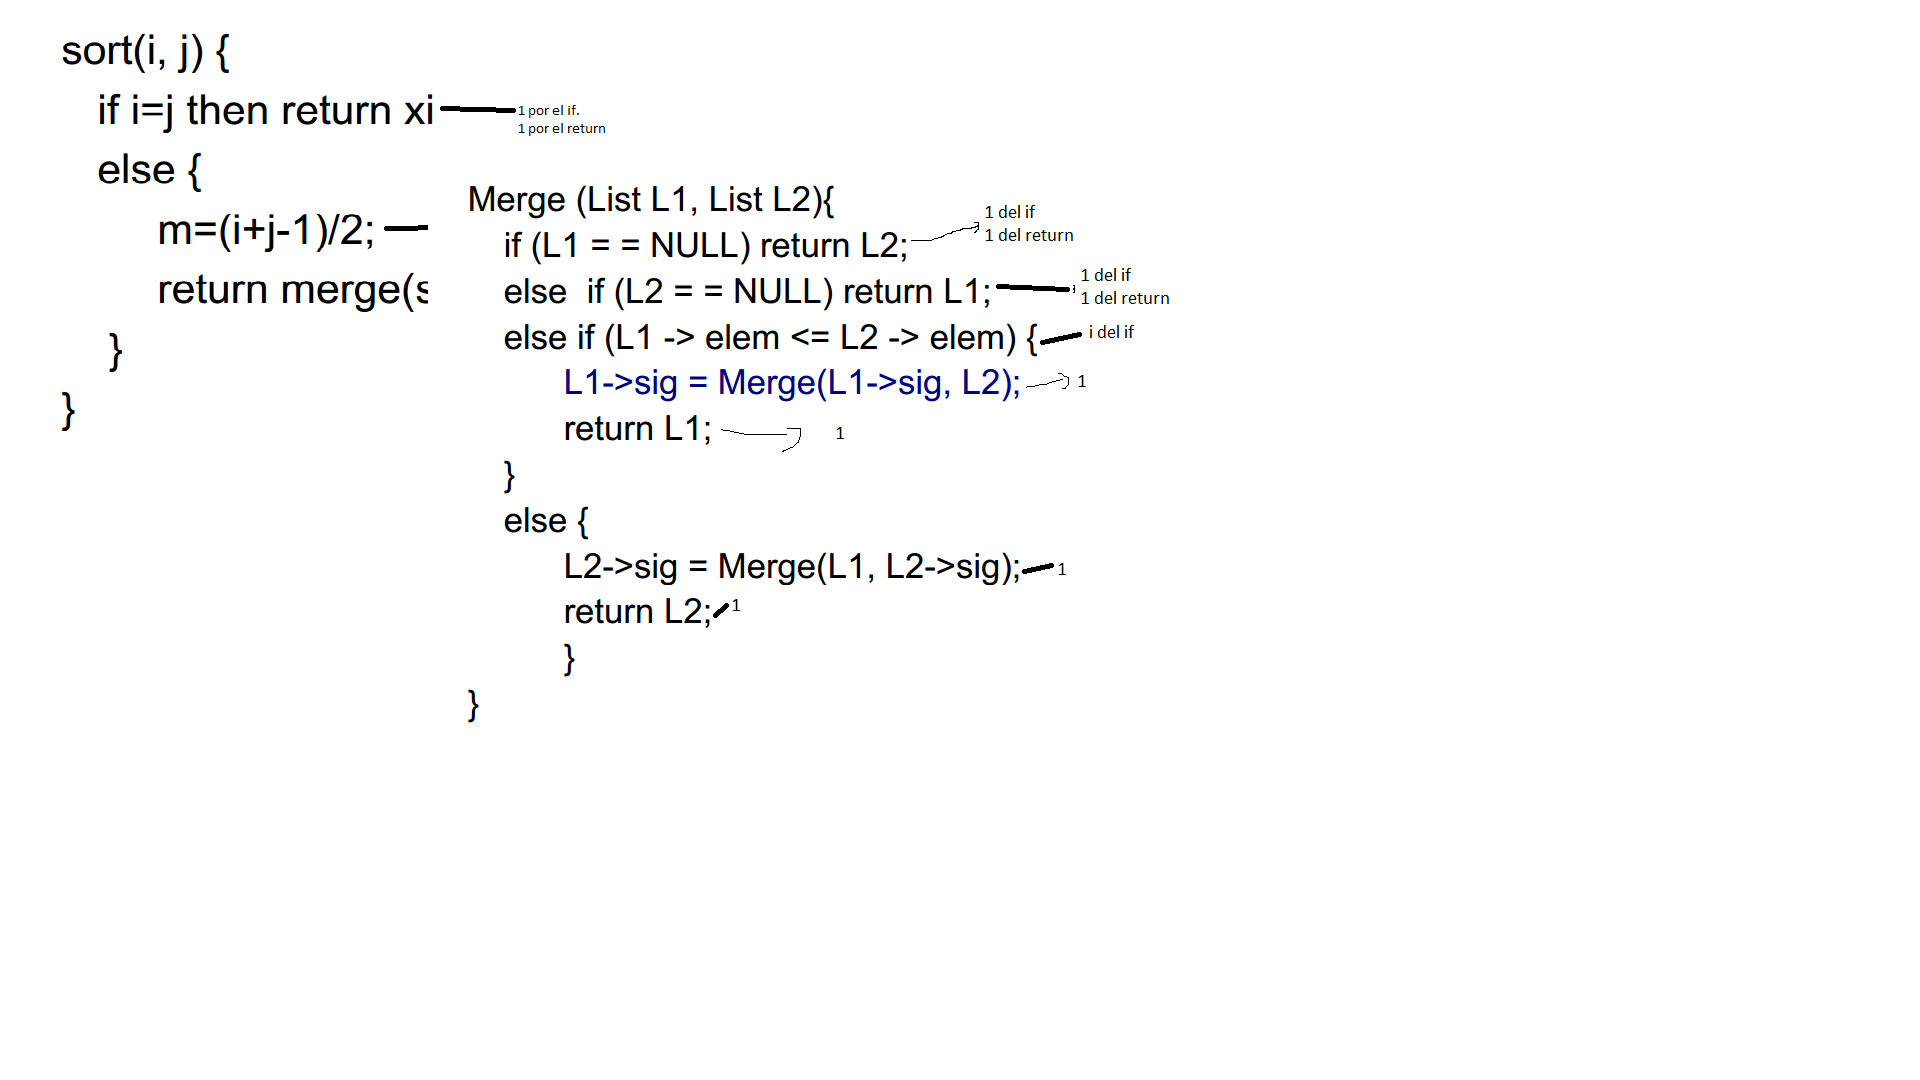 sort(i, j) {
if i=j then return xi
1 por el if.
1 por el return
else {
m=(i+j-1)/2;
return merge(s
}
}
Merge (List L1, List L2){
if (L1 = = NULL) return L2;
1 del if
1 del return
else  if (L2 = = NULL) return L1;
1 del if
1 del return
else if (L1 -> elem <= L2 -> elem) {
i del if
L1->sig = Merge(L1->sig, L2);
1
return L1;
1
}
else {
L2->sig = Merge(L1, L2->sig);
1
return L2;
1
}
}